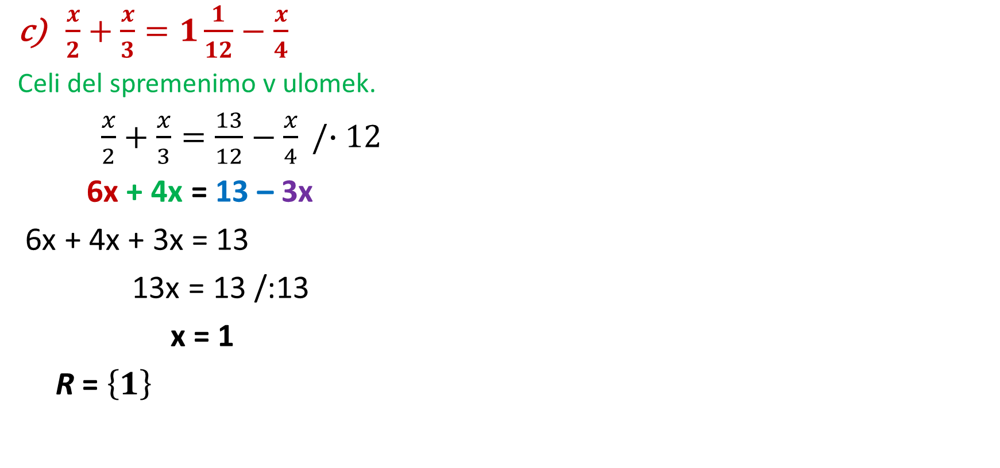 c) x/2 + x/3 = 1 1/12 − x/4
Celi del spremenimo v ulomek.
x/2 + x/3 = 13/12 − x/4 /· 12
6x + 4x = 13 – 3x
6x + 4x + 3x = 13
13x = 13 /:13
x = 1
R = {1}